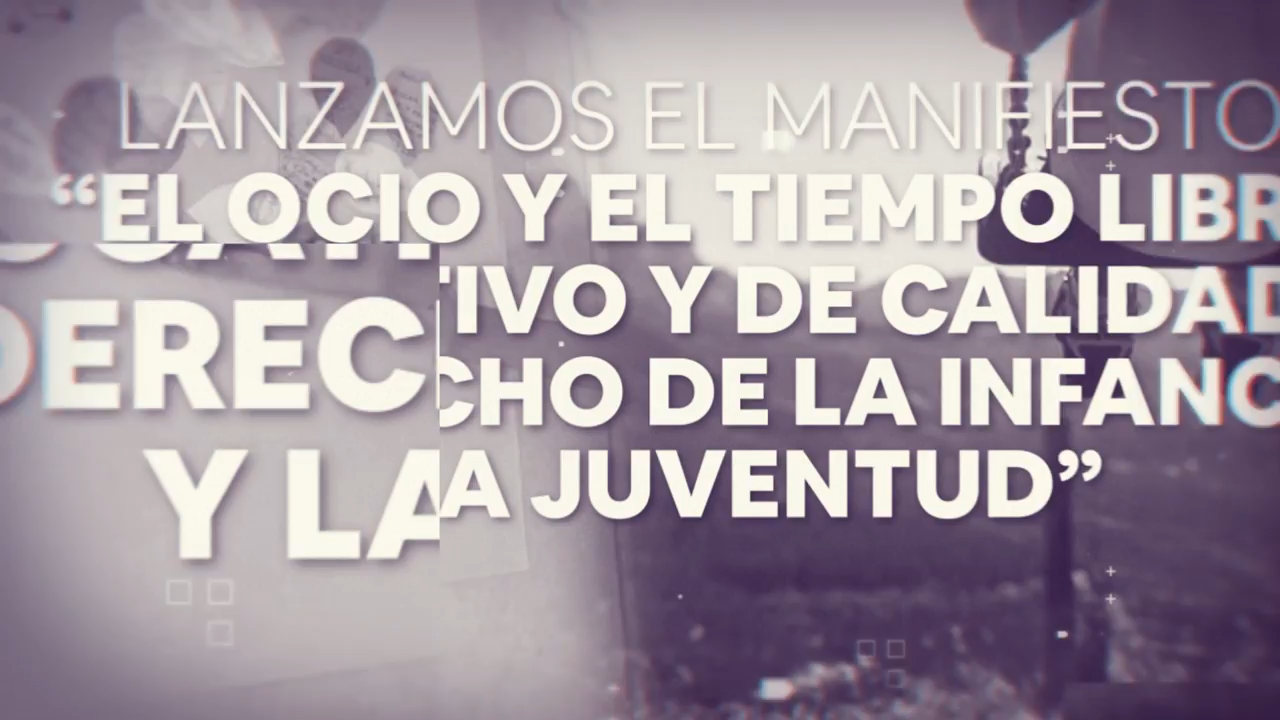 LANZAMOS EL MANIFIESTO
“EL OCIO Y EL TIEMPO LIBR
TIVO Y DE CALIDAD
DEREC CHO DE LA INFANC
Y LA A JUVENTUD”